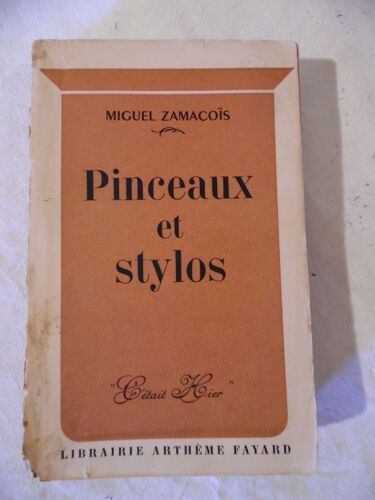 MIGUEL ZAMACOÏS
Pinceaux
et
stylos
"C'était Hier"
LIBRAIRIE ARTHÈME FAYARD